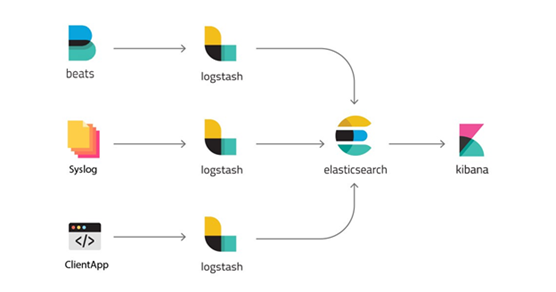 beats
logstash
Syslog
logstash
elasticsearch
kibana
</>
ClientApp
logstash